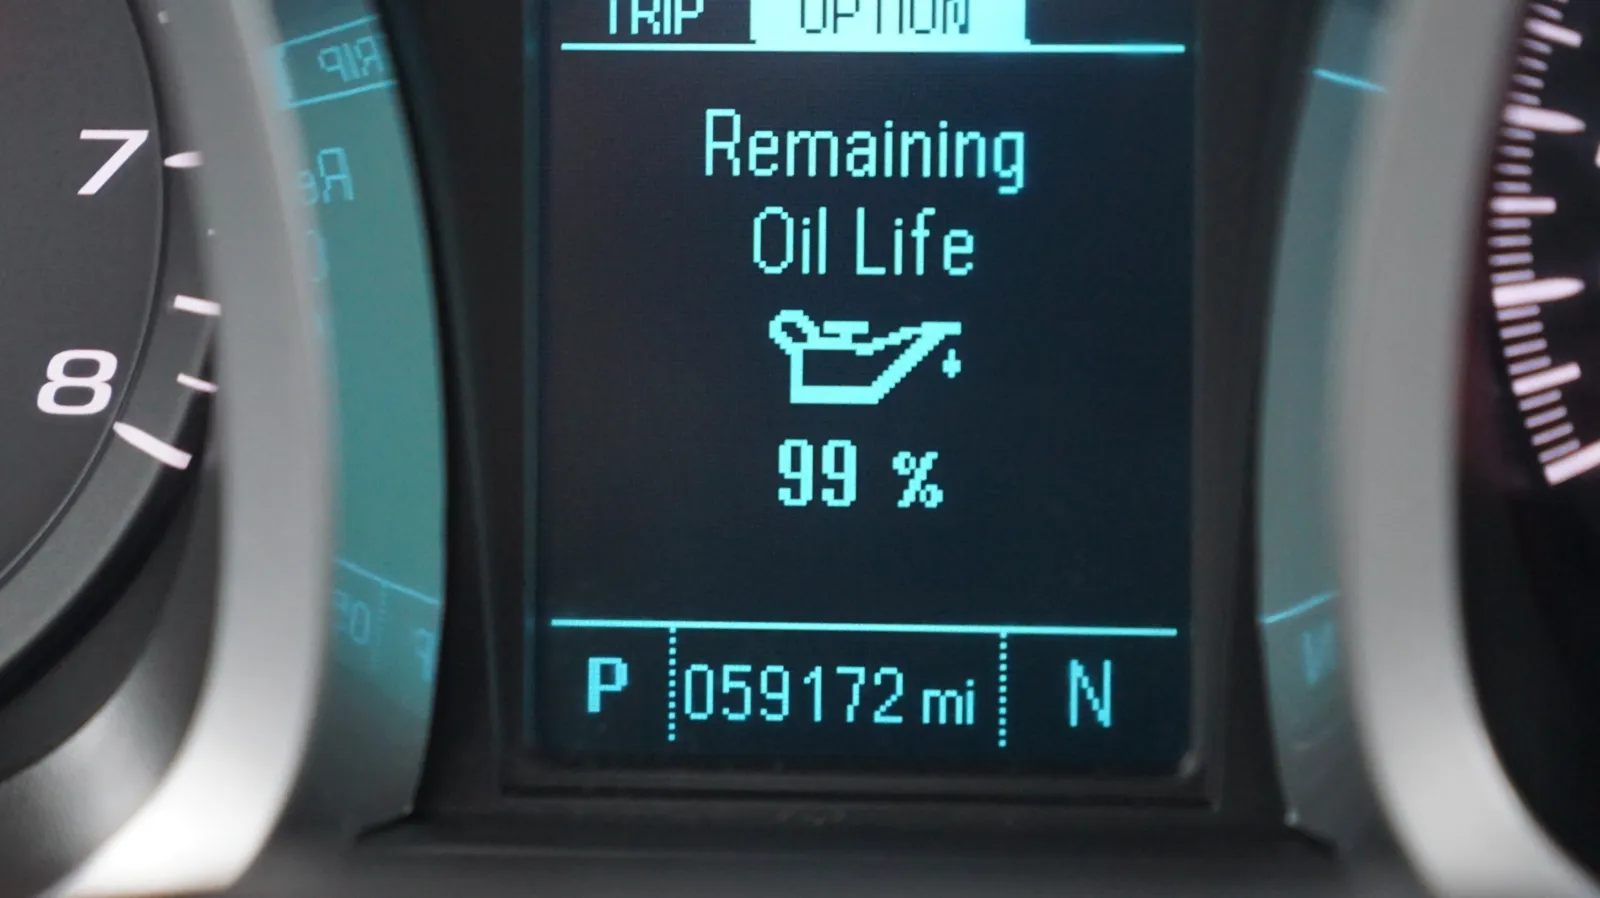 TRIP OPTION
Remaining
Oil Life
99 %
P 059172 mi N
7
8